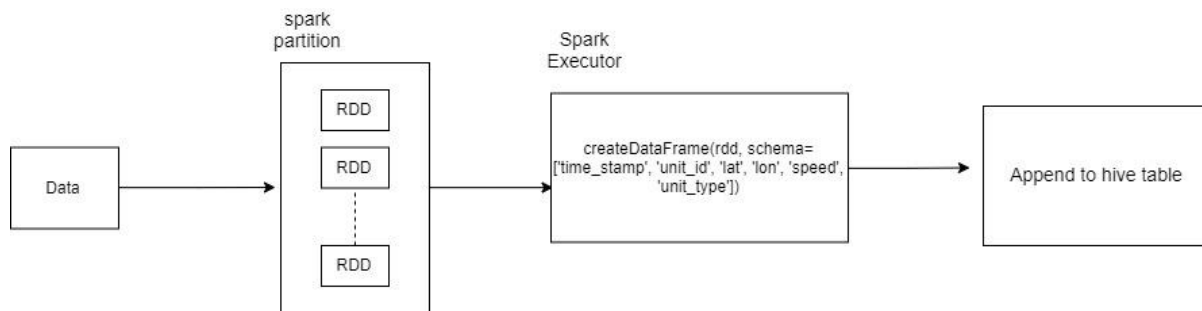 spark
partition
Spark
Executor
Data
RDD
RDD
RDD
createDataFrame(rdd, schema=
['time_stamp', 'unit_id', 'lat', 'lon', 'speed',
'unit_type'])
Append to hive table